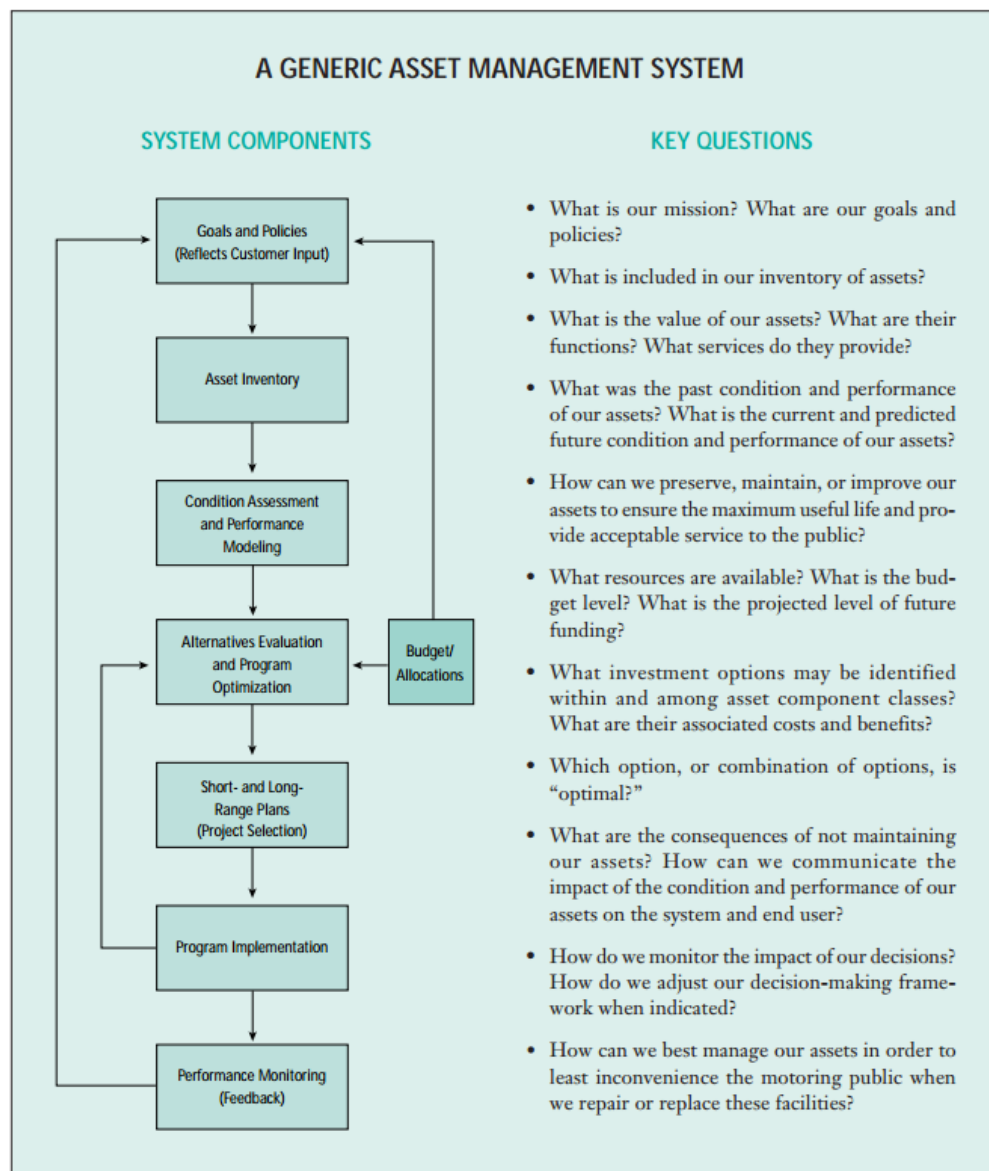 A GENERIC ASSET MANAGEMENT SYSTEM
SYSTEM COMPONENTS
Goals and Policies
(Reflects Customer Input)
Asset Inventory
Condition Assessment
and Performance
Modeling
Alternatives Evaluation
and Program
Optimization
Budget/
Allocations
Short- and Long-
Range Plans
(Project Selection)
Program Implementation
Performance Monitoring
(Feedback)
KEY QUESTIONS
• What is our mission? What are our goals and
policies?
• What is included in our inventory of assets?
• What is the value of our assets? What are their
functions? What services do they provide?
• What was the past condition and performance
of our assets? What is the current and predicted
future condition and performance of our assets?
• How can we preserve, maintain, or improve our
assets to ensure the maximum useful life and pro-
vide acceptable service to the public?
• What resources are available? What is the bud-
get level? What is the projected level of future
funding?
• What investment options may be identified
within and among asset component classes?
What are their associated costs and benefits?
• Which option, or combination of options, is
“optimal?”
• What are the consequences of not maintaining
our assets? How can we communicate the
impact of the condition and performance of our
assets on the system and end user?
• How do we monitor the impact of our decisions?
How do we adjust our decision-making frame-
work when indicated?
• How can we best manage our assets in order to
least inconvenience the motoring public when
we repair or replace these facilities?